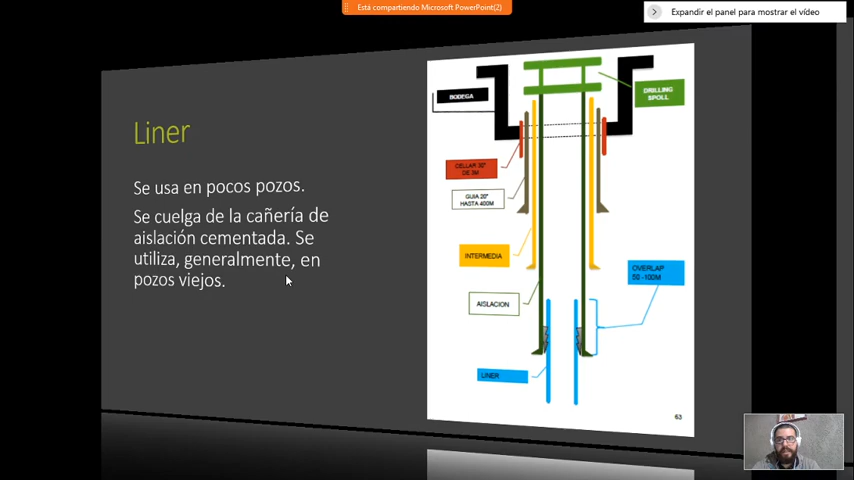 Está compartiendo Microsoft PowerPoint(2)
Expandir el panel para mostrar el vídeo
Liner
Se usa en pocos pozos.
Se cuelga de la cañería de
aislación cementada. Se
utiliza, generalmente, en
pozos viejos.
BODEGA
DRILLING
SPOLL
CELLAR 30"
DE 3M
GUIA 20"
HASTA 400M
INTERMEDIA
OVERLAP
50 -100M
AISLACION
LINER
63